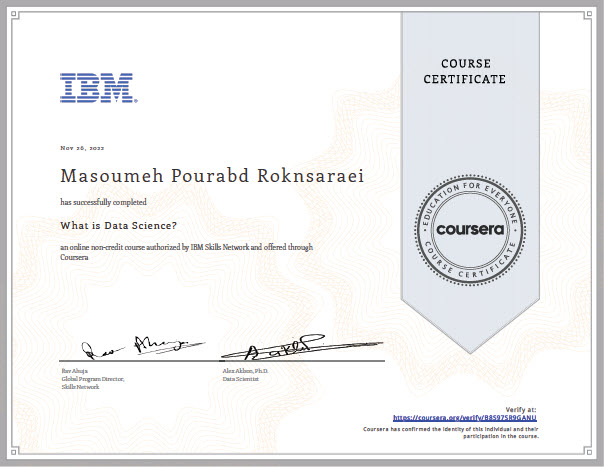 COURSE
CERTIFICATE
IBM®
Nov 26, 2022
Masoumeh Pourabd Roknsaraei
has successfully completed
What is Data Science?
an online non-credit course authorized by IBM Skills Network and offered through
Coursera
EDUCATION FOR EVERYONE
coursera
COURSE CERTIFICATE
Rav Ahuja
Global Program Director,
Skills Network
Alex Aklson, Ph.D.
Data Scientist
Verify at:
https://coursera.org/verify/B8S97SR9GANU
Coursera has confirmed the identity of this individual and their
participation in the course.